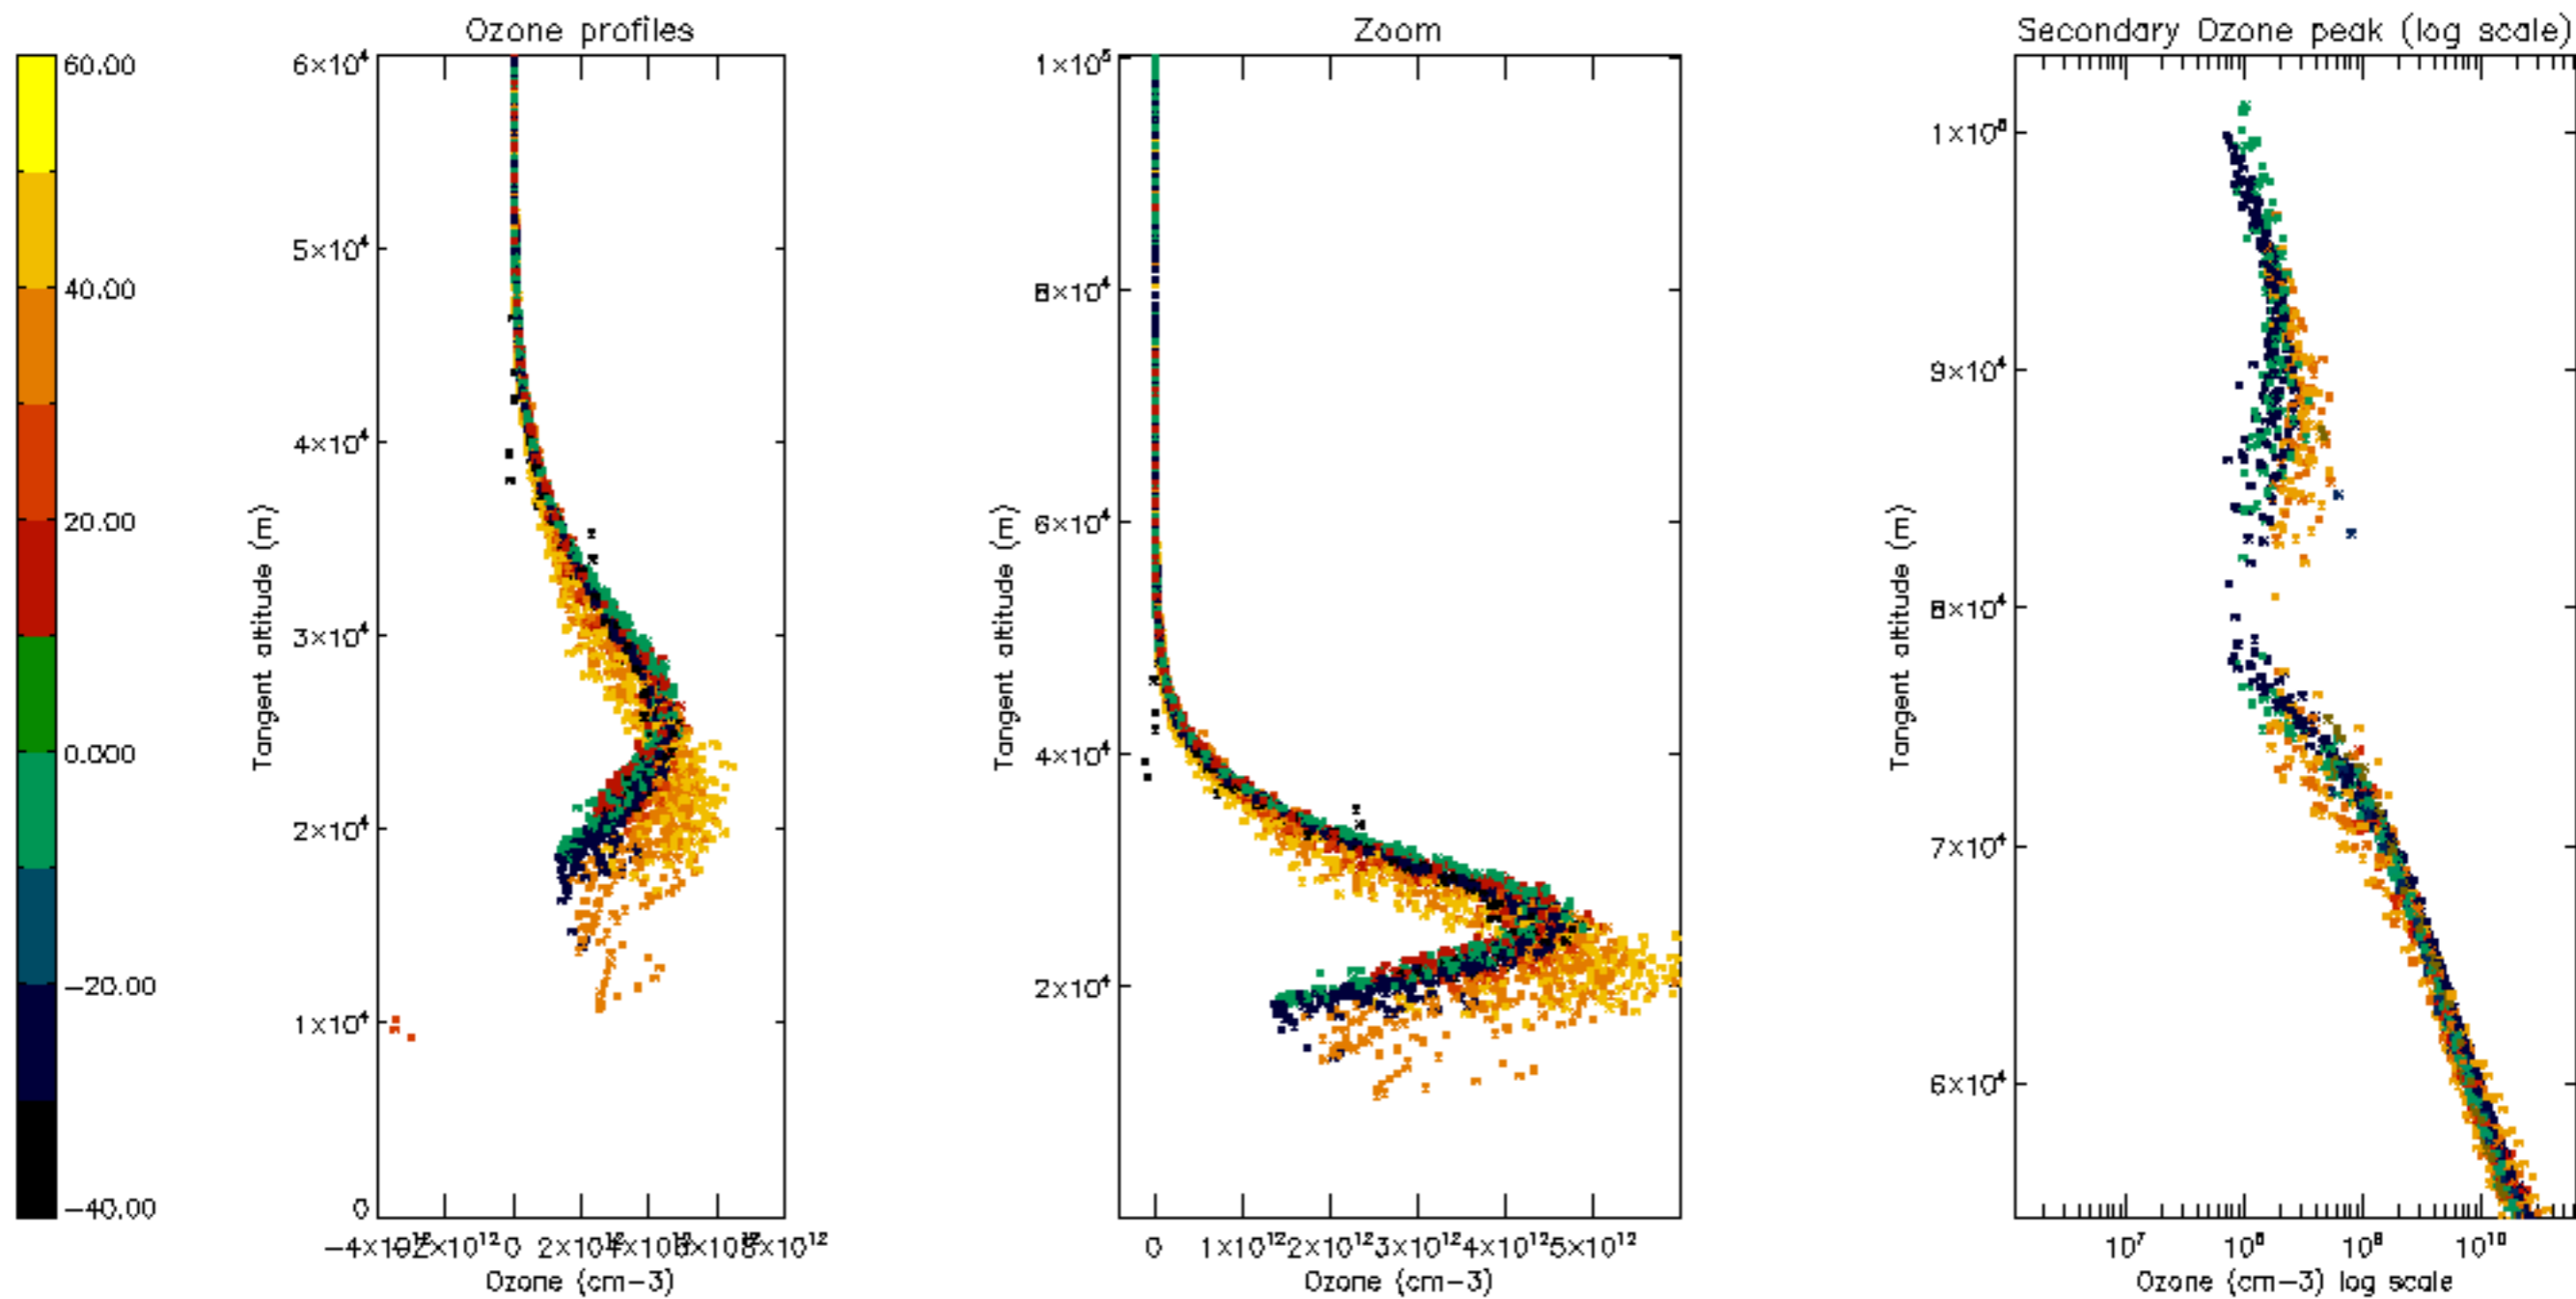 Ozone profiles
Zoom
Secondary Ozone peak (log scale)
60.00
40.00
20.00
0.000
−20.00
−40.00
6×10⁴
5×10⁴
4×10⁴
3×10⁴
2×10⁴
1×10⁴
0
Tangent altitude (m)
0
Ozone (cm−3)
1×10⁵
8×10⁴
6×10⁴
4×10⁴
2×10⁴
Tangent altitude (m)
0 1×10¹² 2×10¹² 3×10¹² 4×10¹² 5×10¹²
Ozone (cm−3)
9×10⁴
8×10⁴
7×10⁴
6×10⁴
Tangent altitude (m)
10⁷ 10⁸ 10⁹ 10¹⁰
Ozone (cm−3) log scale